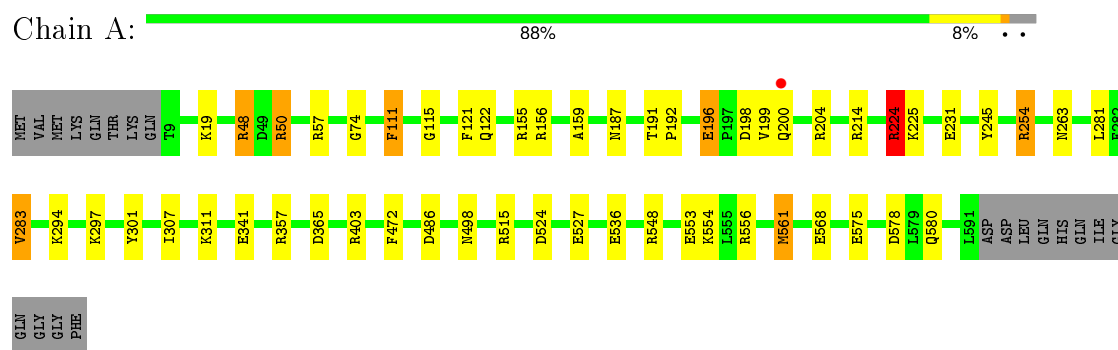 Chain A:
88% 8%
MET VAL MET LYS GLN THR LYS GLN T9 K19 R48 D49 R50 R57 G74 F111 G115 F121 Q122 R155 R156 A159 N187 T191 P192 E196 P197 D198 V199 Q200 R204 R214 R224 K225 E231 Y245 R254 N263 L281 E282
V283 K294 K297 Y301 I307 K311 E341 R357 D365 R403 F472 D486 N498 R515 D524 E527 E536 R548 E553 K554 L555 R556 M561 E568 E575 D578 L579 Q580 L591 ASP ASP LEU GLN HIS GLN ILE GLY
GLN GLY GLY PHE